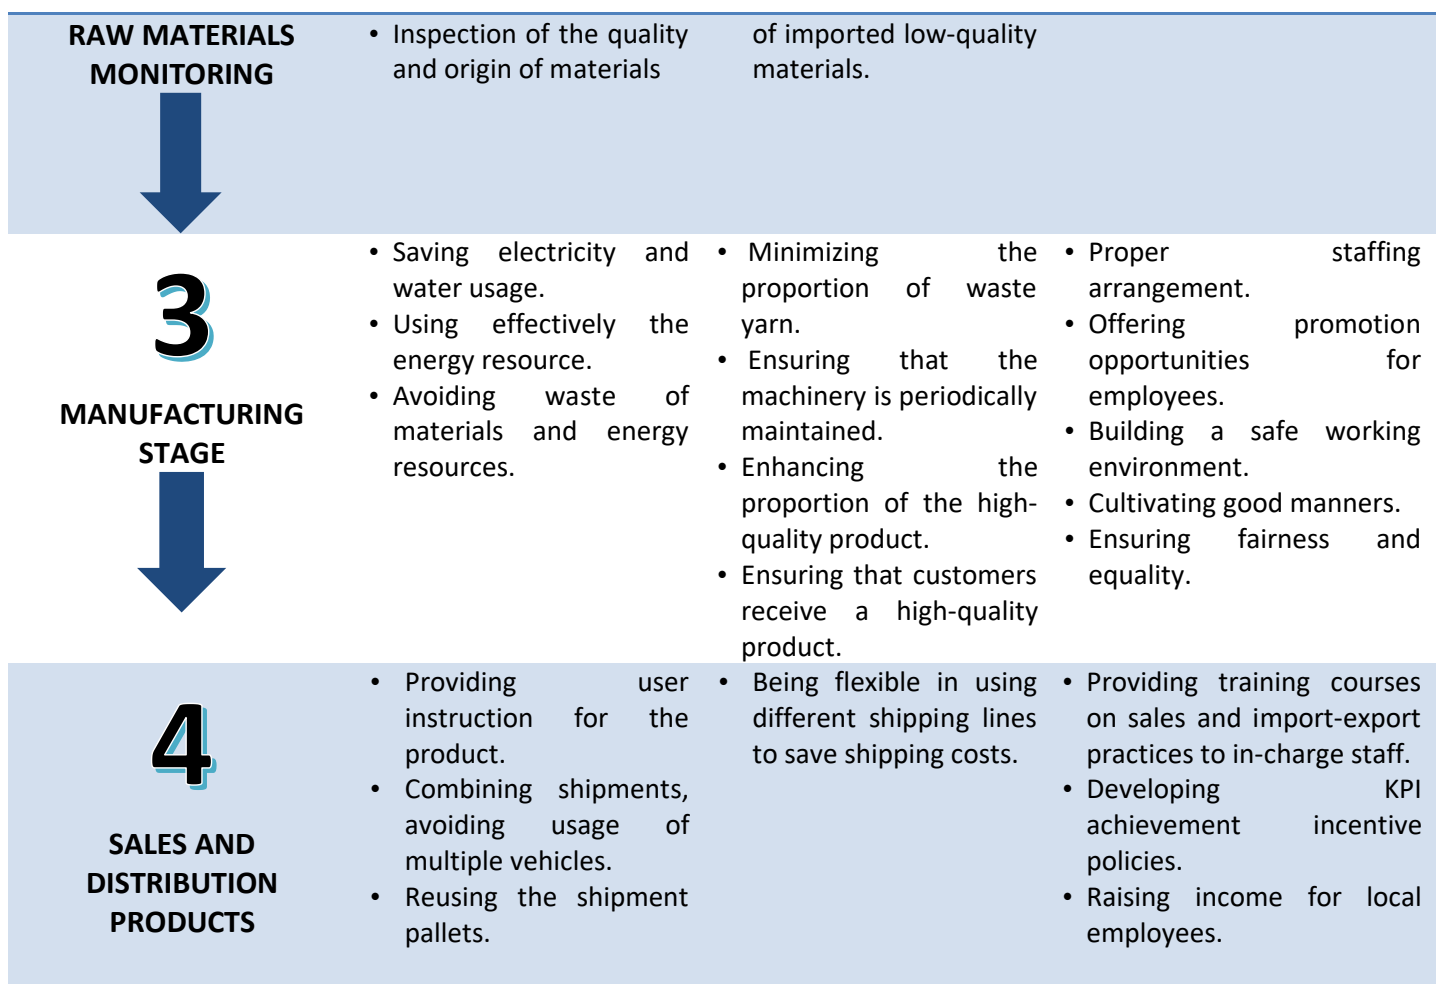 RAW MATERIALS
MONITORING
• Inspection of the quality
and origin of materials
of imported low-quality
materials.
3
MANUFACTURING
STAGE
• Saving electricity and
water usage.
• Using effectively the
energy resource.
• Avoiding waste of
materials and energy
resources.
• Minimizing the
proportion of waste
yarn.
• Ensuring that the
machinery is periodically
maintained.
• Enhancing the
proportion of the high-
quality product.
• Ensuring that customers
receive a high-quality
product.
• Proper staffing
arrangement.
• Offering promotion
opportunities for
employees.
• Building a safe working
environment.
• Cultivating good manners.
• Ensuring fairness and
equality.
4
SALES AND
DISTRIBUTION
PRODUCTS
• Providing user
instruction for the
product.
• Combining shipments,
avoiding usage of
multiple vehicles.
• Reusing the shipment
pallets.
• Being flexible in using
different shipping lines
to save shipping costs.
• Providing training courses
on sales and import-export
practices to in-charge staff.
• Developing KPI
achievement incentive
policies.
• Raising income for local
employees.